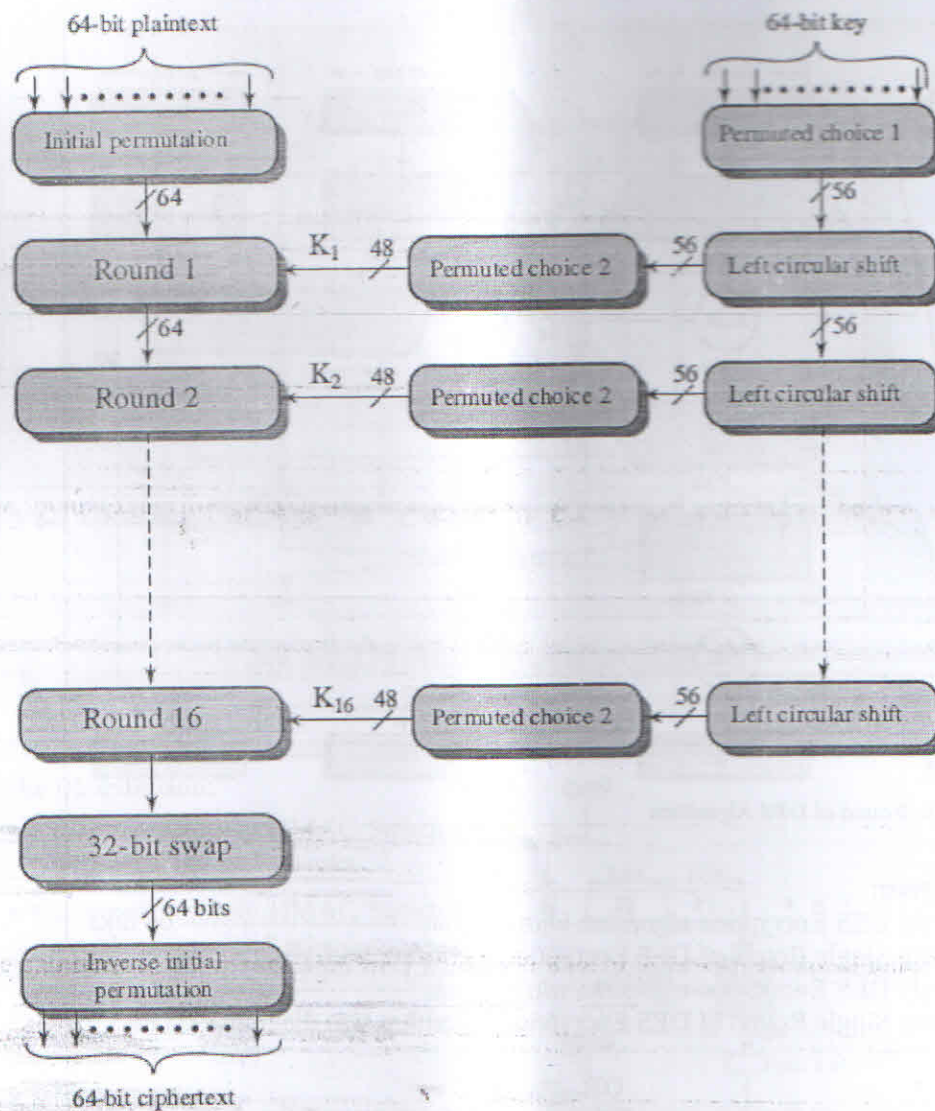 64-bit plaintext
64-bit key
Initial permutation
Permuted choice 1
64
56
Round 1
K1
48
Permuted choice 2
56
Left circular shift
64
56
Round 2
K2
48
Permuted choice 2
56
Left circular shift
Round 16
K16
48
Permuted choice 2
56
Left circular shift
32-bit swap
64 bits
Inverse initial
permutation
64-bit ciphertext